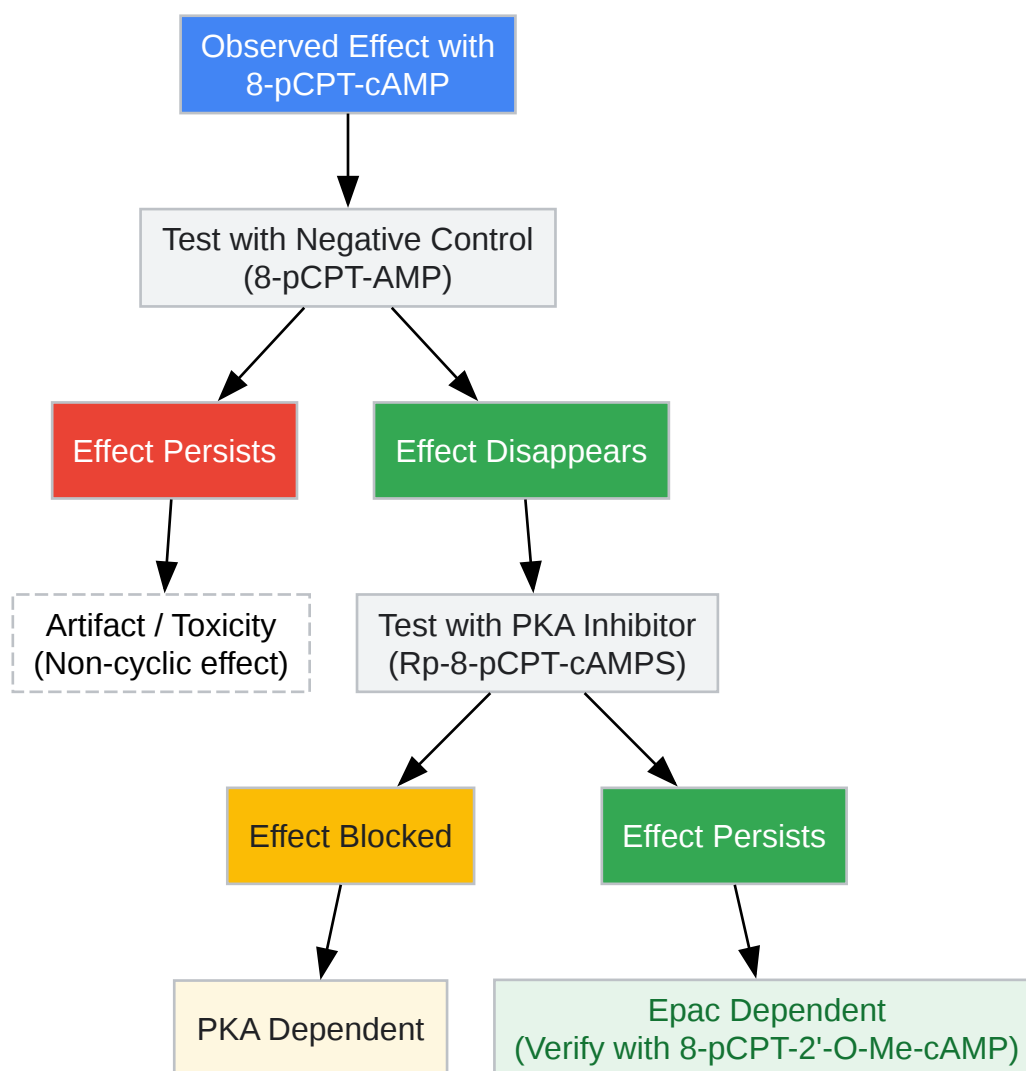 Observed Effect with
8-pCPT-cAMP
Test with Negative Control
(8-pCPT-AMP)
Effect Persists
Effect Disappears
Artifact / Toxicity
(Non-cyclic effect)
Test with PKA Inhibitor
(Rp-8-pCPT-cAMPS)
Effect Blocked
Effect Persists
PKA Dependent
Epac Dependent
(Verify with 8-pCPT-2'-O-Me-cAMP)